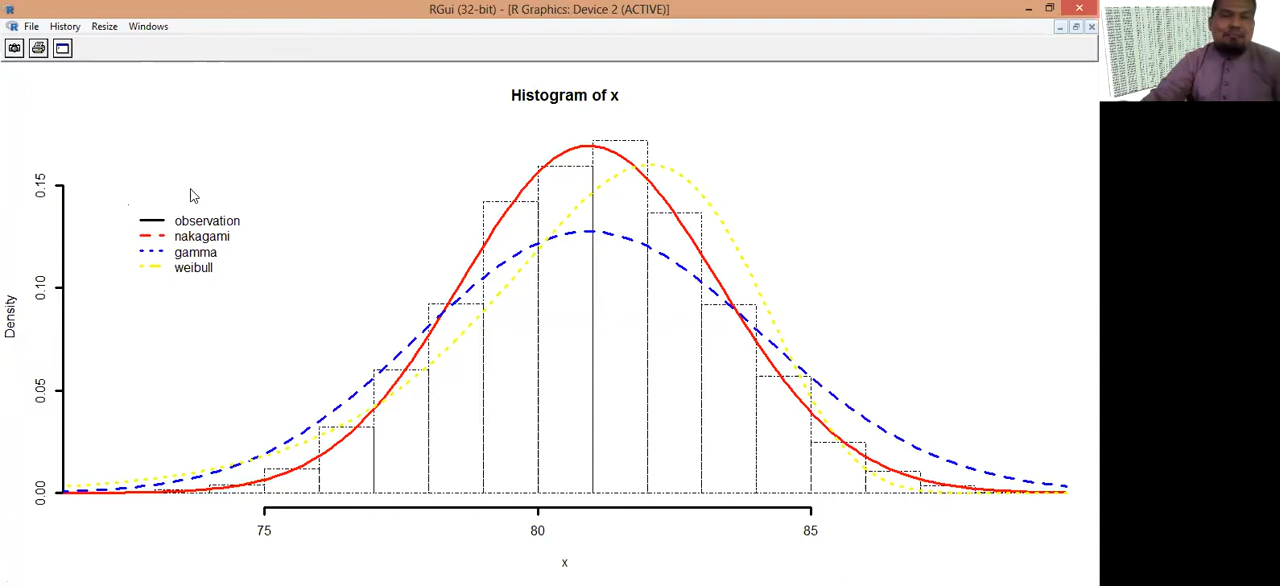 RGui (32-bit) - [R Graphics: Device 2 (ACTIVE)]
File History Resize Windows
Histogram of x
0.15
observation
nakagami
gamma
weibull
0.10
Density
0.05
0.00
75 80 85
x